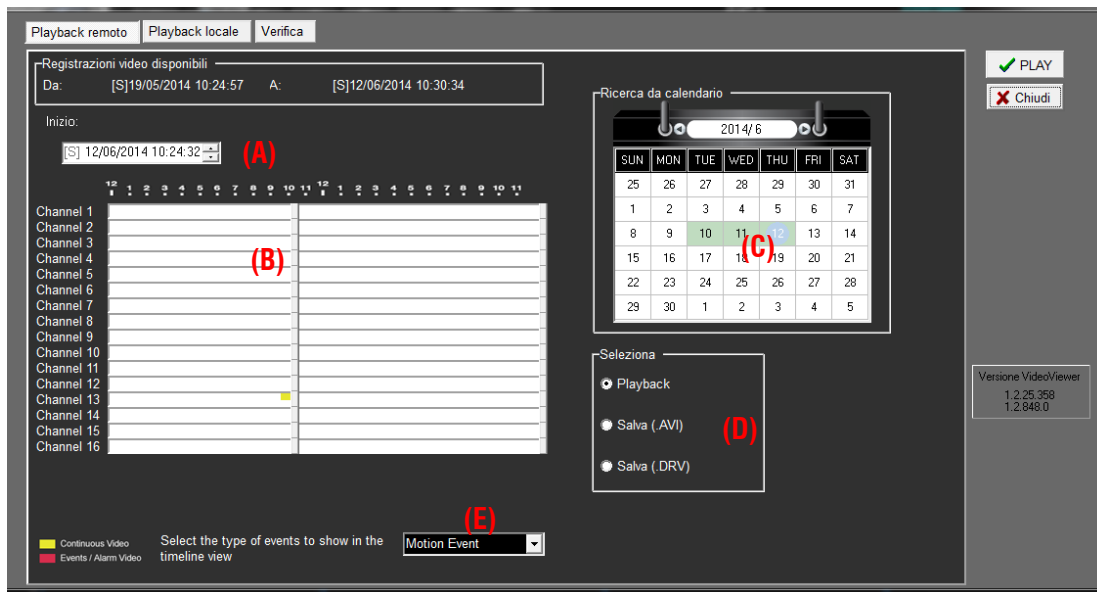 Playback remoto Playback locale Verifica
Registrazioni video disponibili
Da: [S]19/05/2014 10:24:57 A: [S]12/06/2014 10:30:34
Inizio:
[S] 12/06/2014 10:24:32
(A)
12 1 2 3 4 5 6 7 8 9 10 11 12 1 2 3 4 5 6 7 8 9 10 11
Channel 1
Channel 2
Channel 3
Channel 4
Channel 5
Channel 6
Channel 7
Channel 8
Channel 9
Channel 10
Channel 11
Channel 12
Channel 13
Channel 14
Channel 15
Channel 16
(B)
Continuous Video
Events / Alarm Video
Select the type of events to show in the
timeline view
(E)
Motion Event
Ricerca da calendario
2014/ 6
SUN MON TUE WED THU FRI SAT
25 26 27 28 29 30 31
1 2 3 4 5 6 7
8 9 10 11 12 13 14
15 16 17 18 19 20 21
22 23 24 25 26 27 28
29 30 1 2 3 4 5
(C)
Seleziona
Playback
Salva (.AVI)
Salva (.DRV)
(D)
PLAY
Chiudi
Versione VideoViewer
1.2.25.358
1.2.848.0